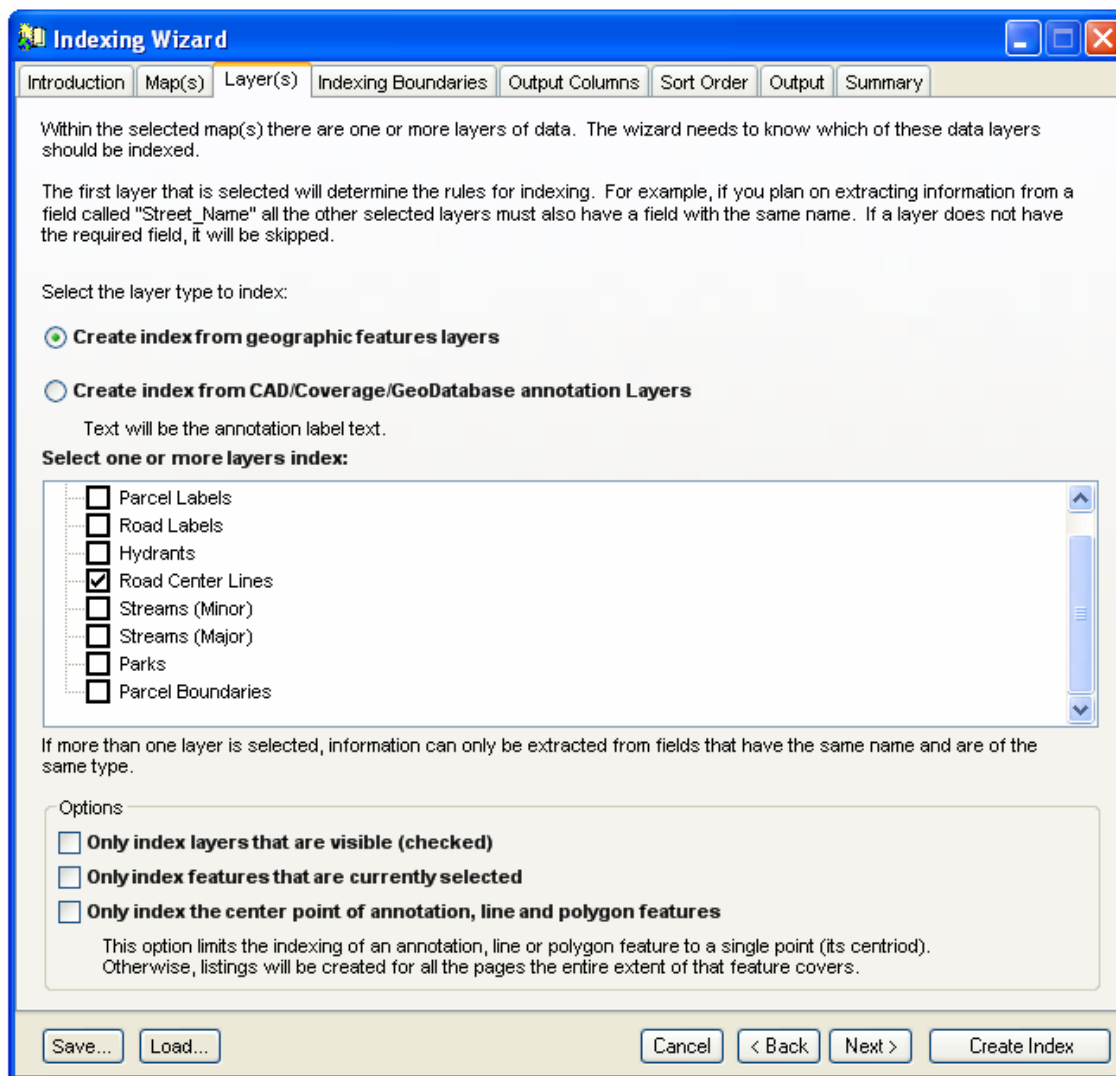 Indexing Wizard
Introduction Map(s) Layer(s) Indexing Boundaries Output Columns Sort Order Output Summary
Within the selected map(s) there are one or more layers of data. The wizard needs to know which of these data layers
should be indexed.
The first layer that is selected will determine the rules for indexing. For example, if you plan on extracting information from a
field called "Street_Name" all the other selected layers must also have a field with the same name. If a layer does not have
the required field, it will be skipped.
Select the layer type to index:
Create index from geographic features layers
Create index from CAD/Coverage/GeoDatabase annotation Layers
Text will be the annotation label text.
Select one or more layers index:
Parcel Labels
Road Labels
Hydrants
Road Center Lines
Streams (Minor)
Streams (Major)
Parks
Parcel Boundaries
If more than one layer is selected, information can only be extracted from fields that have the same name and are of the
same type.
Options
Only index layers that are visible (checked)
Only index features that are currently selected
Only index the center point of annotation, line and polygon features
This option limits the indexing of an annotation, line or polygon feature to a single point (its centriod).
Otherwise, listings will be created for all the pages the entire extent of that feature covers.
Save... Load... Cancel < Back Next > Create Index